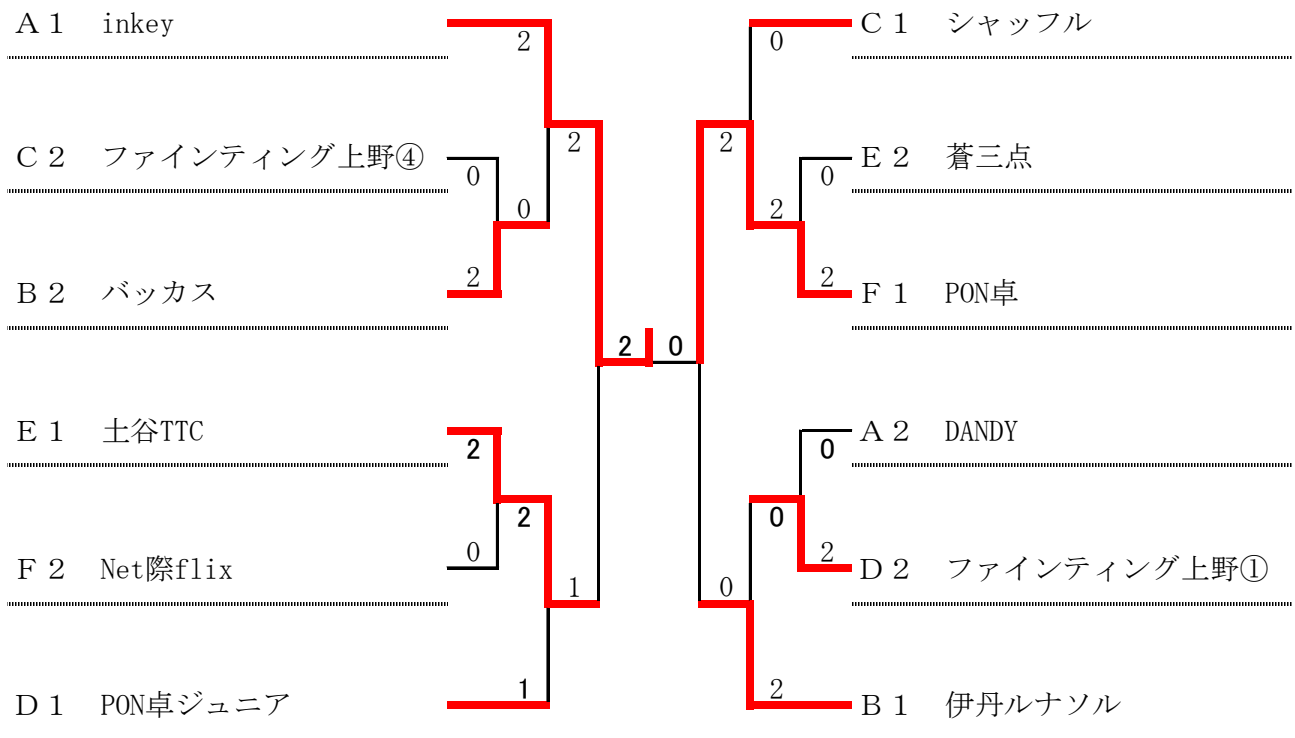 A1 inkey
2
0
C1 シャッフル
2
2
C2 ファインティング上野④
0
0
E2 蒼三点
0
2
B2 バッカス
2
2
F1 PON卓
2
0
E1 土谷TTC
2
0
A2 DANDY
2
0
F2 Net際flix
0
2
D2 ファインティング上野①
1
0
D1 PON卓ジュニア
1
2
B1 伊丹ルナソル